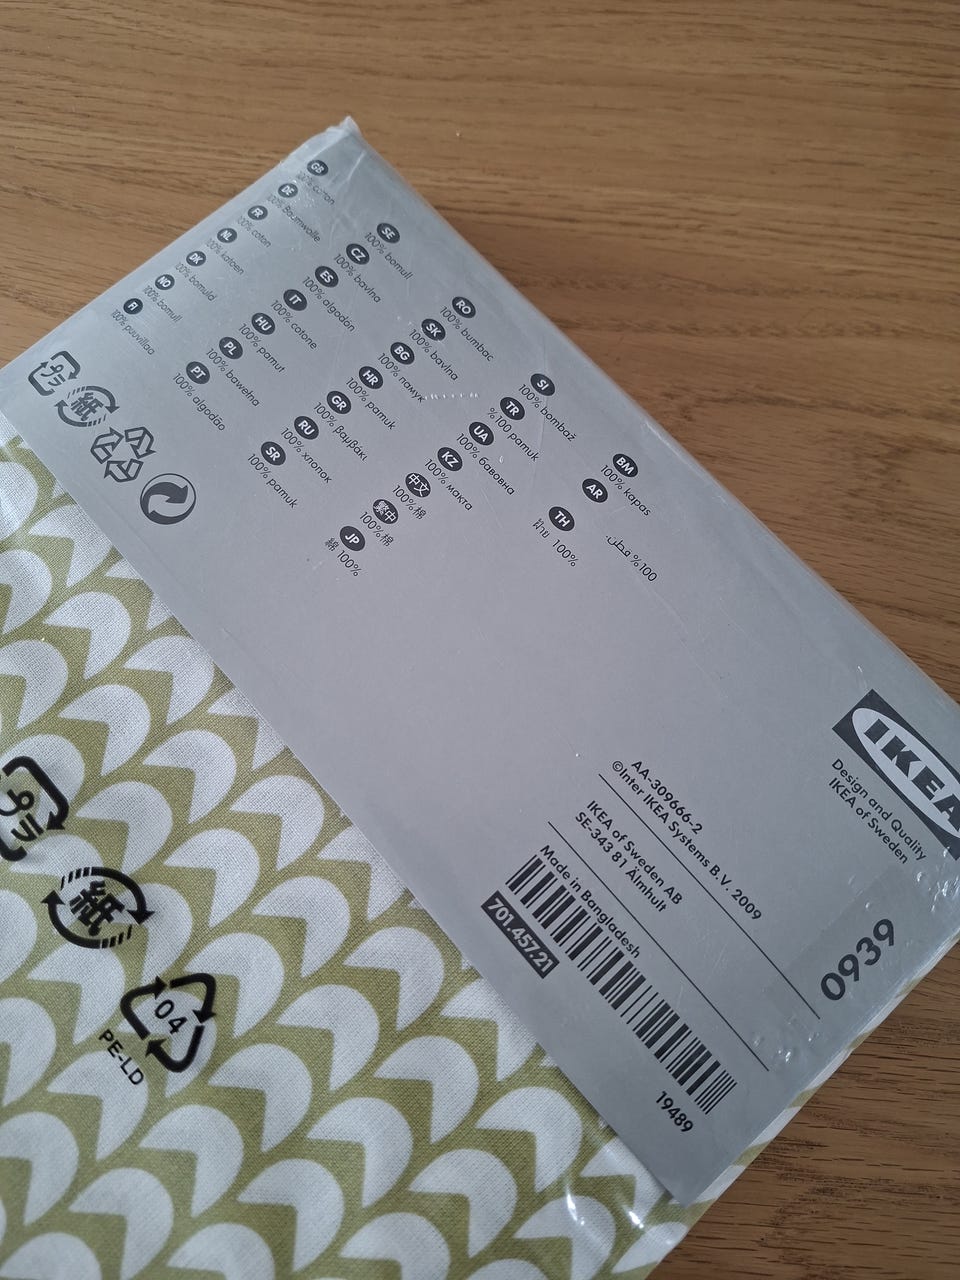 GB
100% cotton
DE
100% Baumwolle
FR
100% coton
NL
100% katoen
DK
100% bomuld
NO
100% bomull
FI
100% puuvillaa
SE
100% bomull
CZ
100% bavlna
ES
100% algodón
IT
100% cotone
HU
100% pamut
PL
100% bawełna
PT
100% algodão
RO
100% bumbac
SK
100% bavlna
BG
100% памук
HR
100% pamuk
GR
100% βαμβάκι
RU
100% хлопок
SR
100% pamuk
SI
100% bombaž
TR
%100 pamuk
UA
100% бавовна
KZ
100% мақта
中文
100%棉
繁中
100%棉
JP
綿 100%
BM
100% kapas
AR
100% قطن.
TH
ฝ้าย 100%
プラ
紙
IKEA
Design and Quality
IKEA of Sweden
0939
AA-309666-2
©Inter IKEA Systems B.V. 2009
IKEA of Sweden AB
SE-343 81 Älmhult
Made in Bangladesh
701.457.21
19489
プラ
紙
04
PE-LD